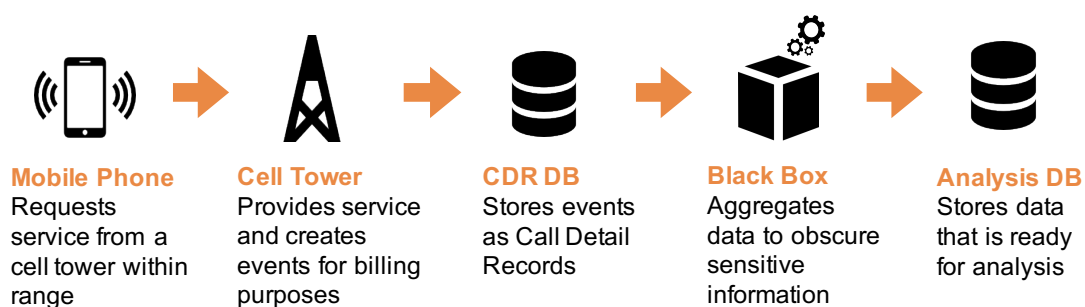 Mobile Phone
Requests
service from a
cell tower within
range
Cell Tower
Provides service
and creates
events for billing
purposes
CDR DB
Stores events
as Call Detail
Records
Black Box
Aggregates
data to obscure
sensitive
information
Analysis DB
Stores data
that is ready
for analysis